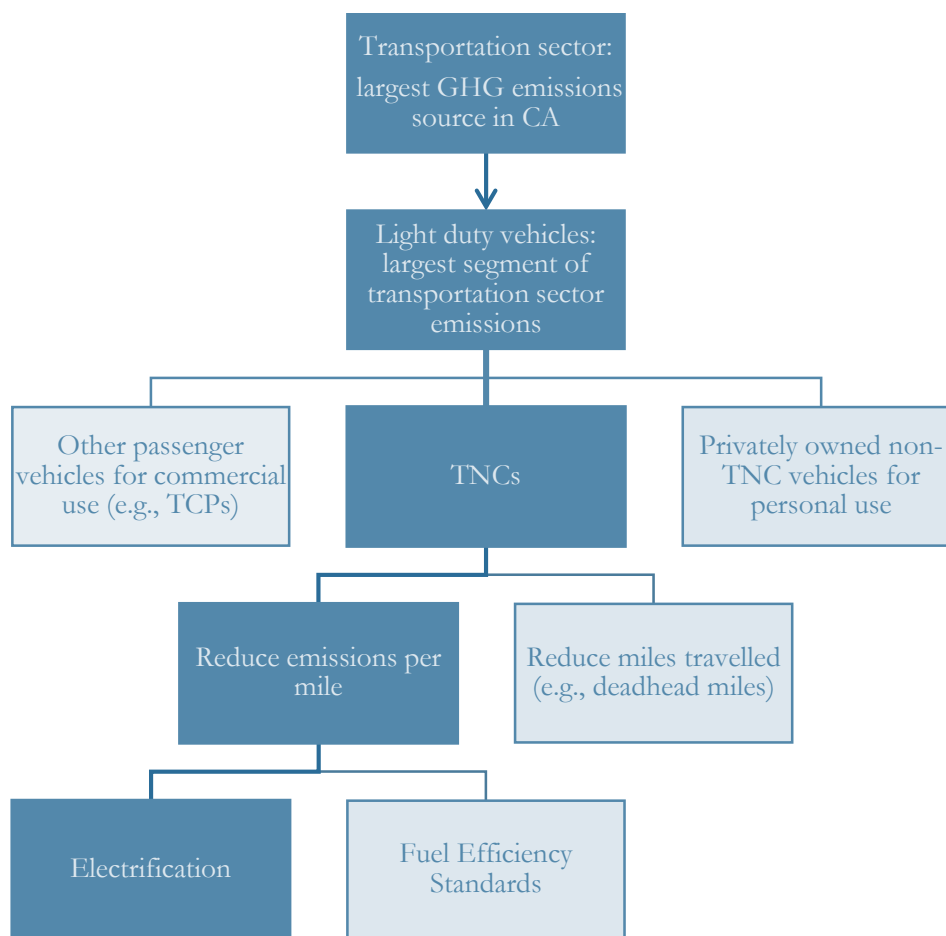 Transportation sector:
largest GHG emissions
source in CA
Light duty vehicles:
largest segment of
transportation sector
emissions
Other passenger
vehicles for commercial
use (e.g., TCPs)
TNCs
Privately owned non-
TNC vehicles for
personal use
Reduce emissions per
mile
Reduce miles travelled
(e.g., deadhead miles)
Electrification
Fuel Efficiency
Standards